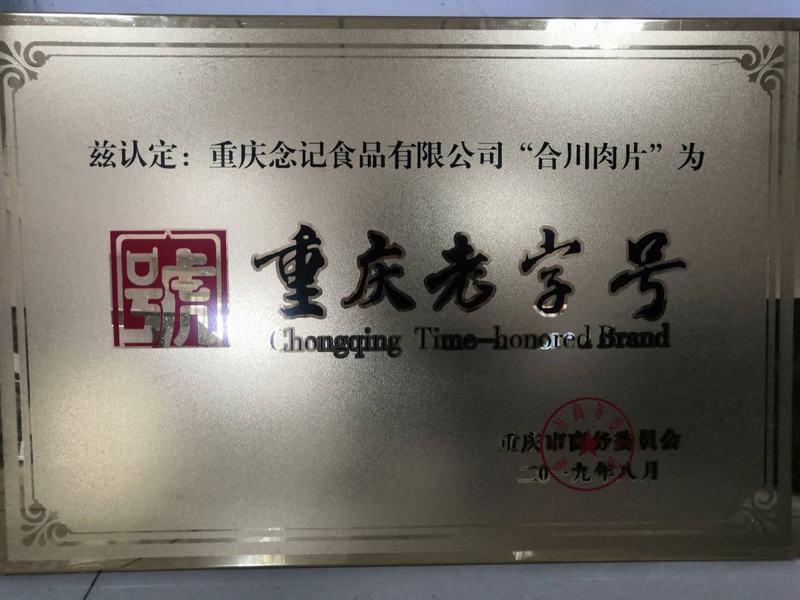 兹认定：重庆念记食品有限公司“合川肉片”为
號
重庆老字号
Chongqing Time-honored Brand
重庆市商务委员会
二0一九年八月